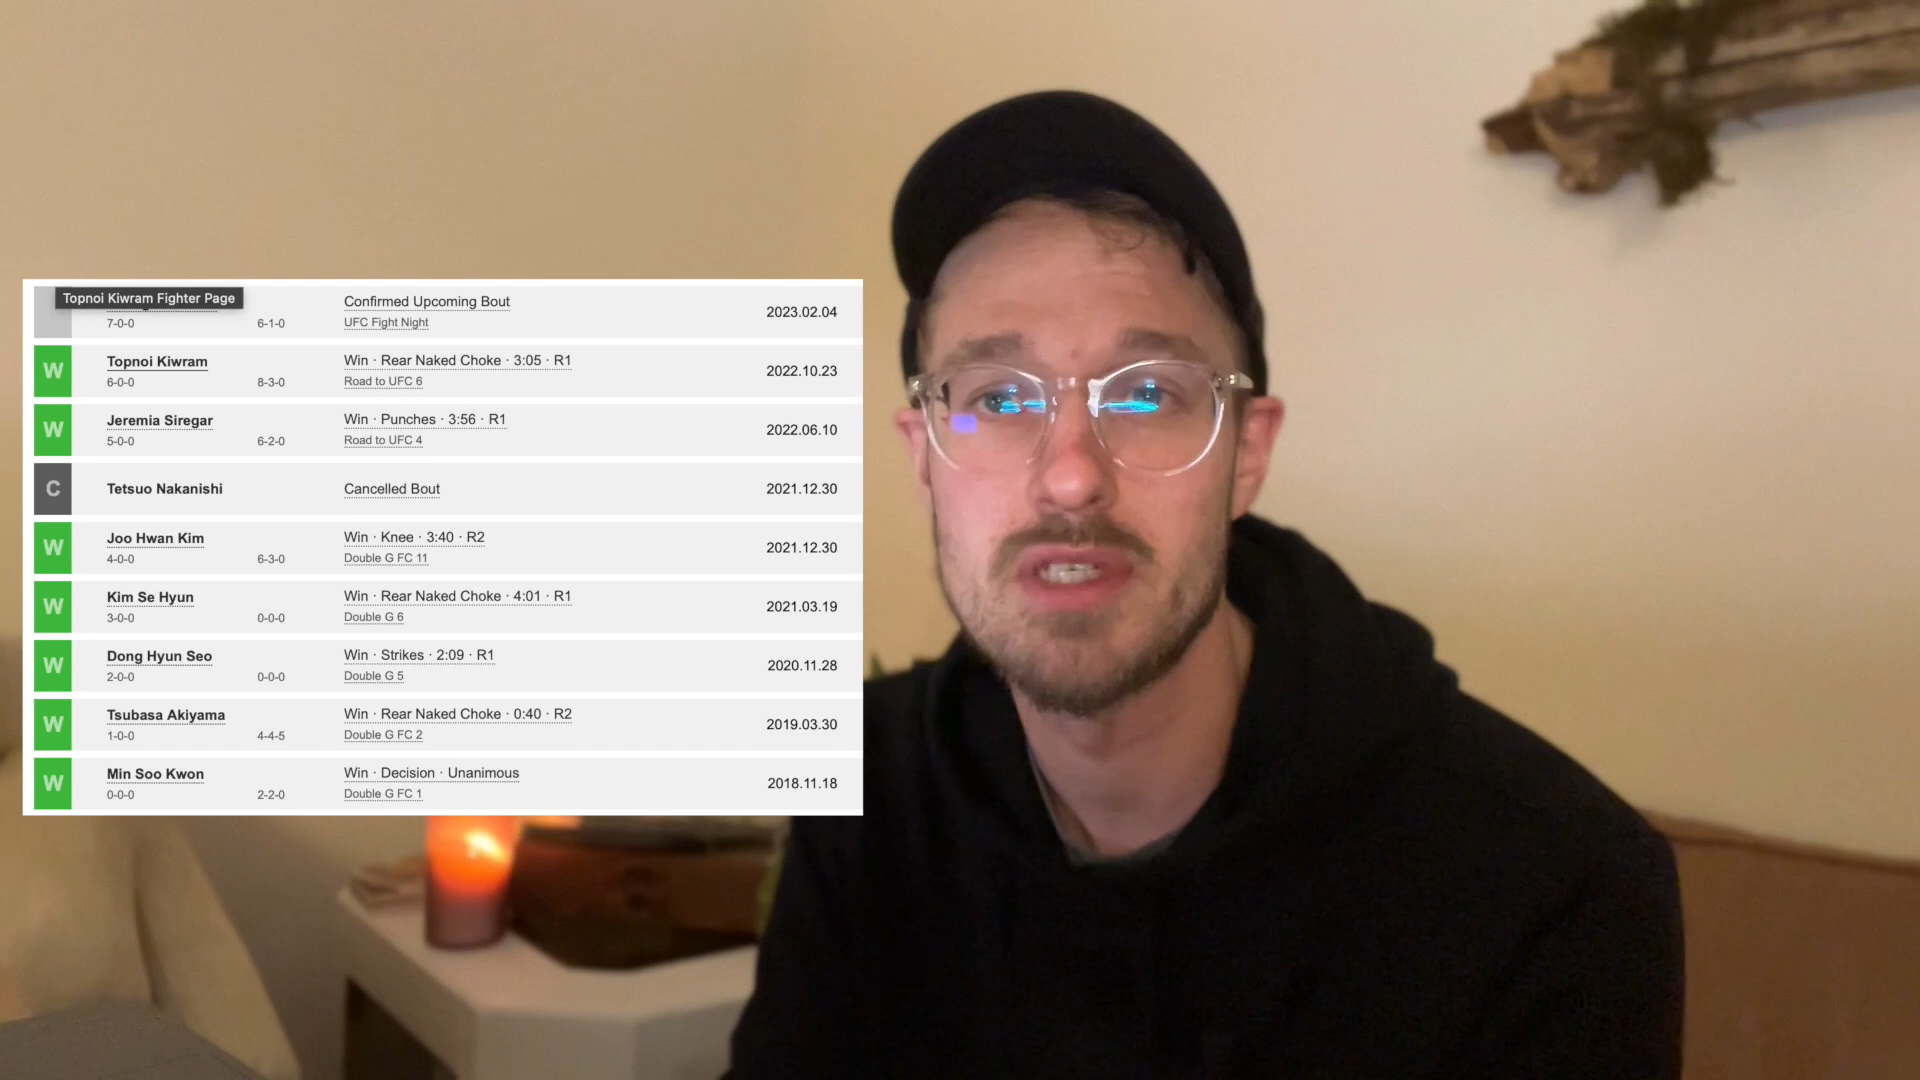 Topnoi Kiwram Fighter Page
7-0-0 6-1-0 Confirmed Upcoming Bout
UFC Fight Night 2023.02.04
W Topnoi Kiwram Win · Rear Naked Choke · 3:05 · R1 2022.10.23
6-0-0 8-3-0 Road to UFC 6
W Jeremia Siregar Win · Punches · 3:56 · R1 2022.06.10
5-0-0 6-2-0 Road to UFC 4
C Tetsuo Nakanishi Cancelled Bout 2021.12.30
W Joo Hwan Kim Win · Knee · 3:40 · R2 2021.12.30
4-0-0 6-3-0 Double G FC 11
W Kim Se Hyun Win · Rear Naked Choke · 4:01 · R1 2021.03.19
3-0-0 0-0-0 Double G 6
W Dong Hyun Seo Win · Strikes · 2:09 · R1 2020.11.28
2-0-0 0-0-0 Double G 5
W Tsubasa Akiyama Win · Rear Naked Choke · 0:40 · R2 2019.03.30
1-0-0 4-4-5 Double G FC 2
W Min Soo Kwon Win · Decision · Unanimous 2018.11.18
0-0-0 2-2-0 Double G FC 1